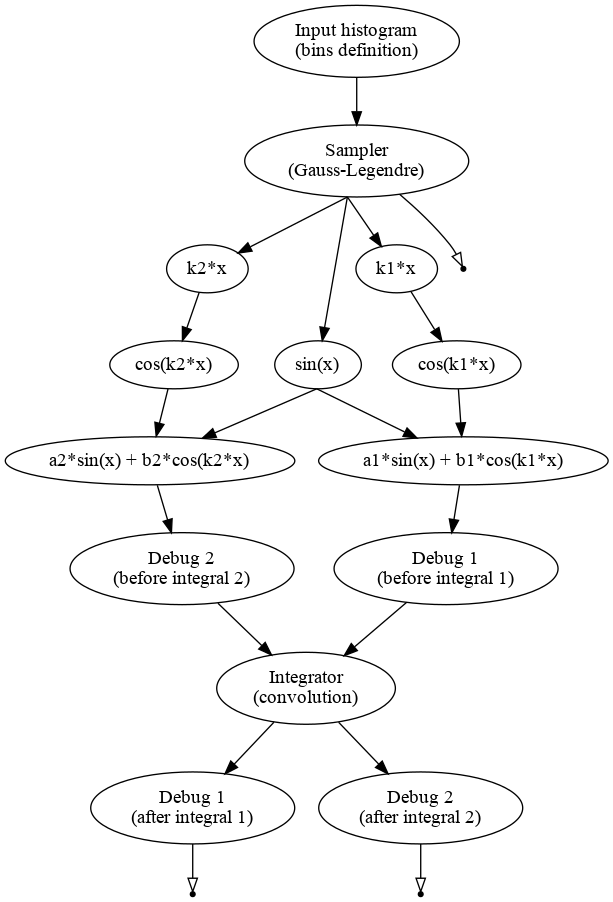 Input histogram
(bins definition)
Sampler
(Gauss-Legendre)
k2*x
k1*x
cos(k2*x)
sin(x)
cos(k1*x)
a2*sin(x) + b2*cos(k2*x)
a1*sin(x) + b1*cos(k1*x)
Debug 2
(before integral 2)
Debug 1
(before integral 1)
Integrator
(convolution)
Debug 1
(after integral 1)
Debug 2
(after integral 2)